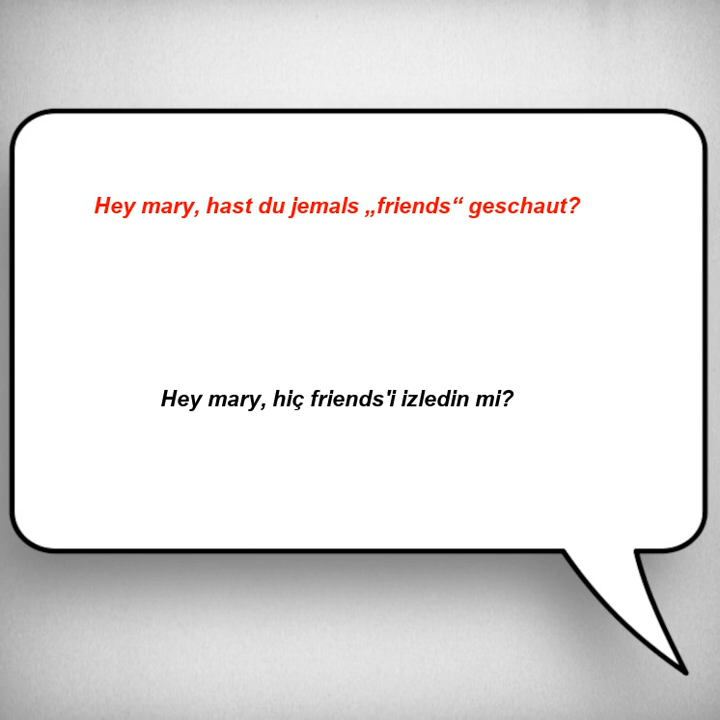 Hey mary, hast du jemals „friends“ geschaut?
Hey mary, hiç friends'i izledin mi?